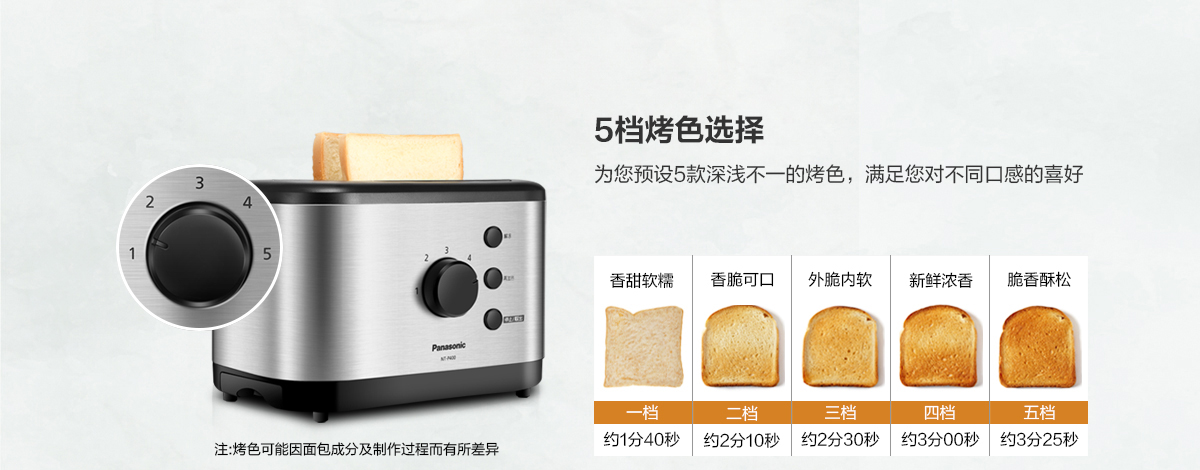 5档烤色选择
为您预设5款深浅不一的烤色，满足您对不同口感的喜好
1
2
3
4
5
1
2
3
4
Panasonic
香甜软糯
香脆可口
外脆内软
新鲜浓香
脆香酥松
一档
二档
三档
四档
五档
约1分40秒
约2分10秒
约2分30秒
约3分00秒
约3分25秒
注:烤色可能因面包成分及制作过程而有所差异